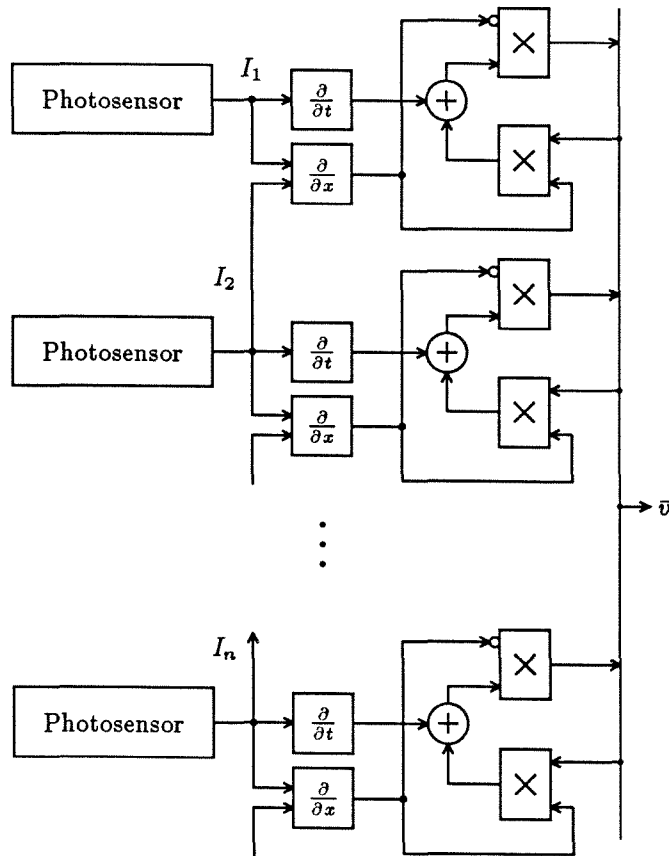 I₁
Photosensor
∂/∂t
+
×
×
∂/∂x
I₂
Photosensor
∂/∂t
+
×
×
∂/∂x
v̄
Iₙ
Photosensor
∂/∂t
+
×
×
∂/∂x